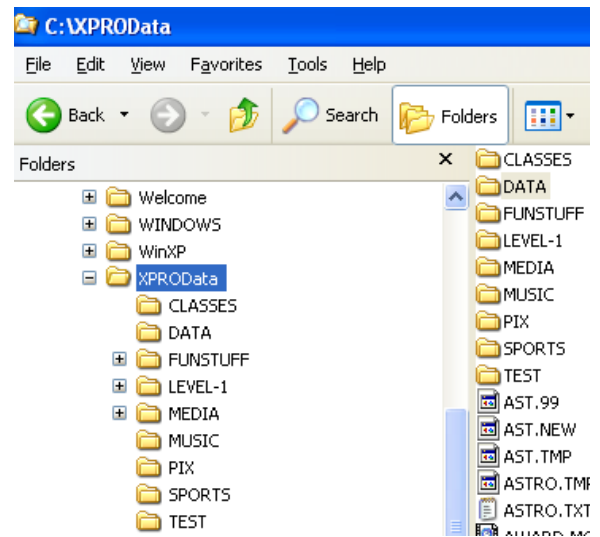 C:\XPROData
File Edit View Favorites Tools Help
Back Search Folders
Folders
Welcome
WINDOWS
WinXP
XPROData
CLASSES
DATA
FUNSTUFF
LEVEL-1
MEDIA
MUSIC
PIX
SPORTS
TEST
CLASSES
DATA
FUNSTUFF
LEVEL-1
MEDIA
MUSIC
PIX
SPORTS
TEST
AST.99
AST.NEW
AST.TMP
ASTRO.TM
ASTRO.TXT